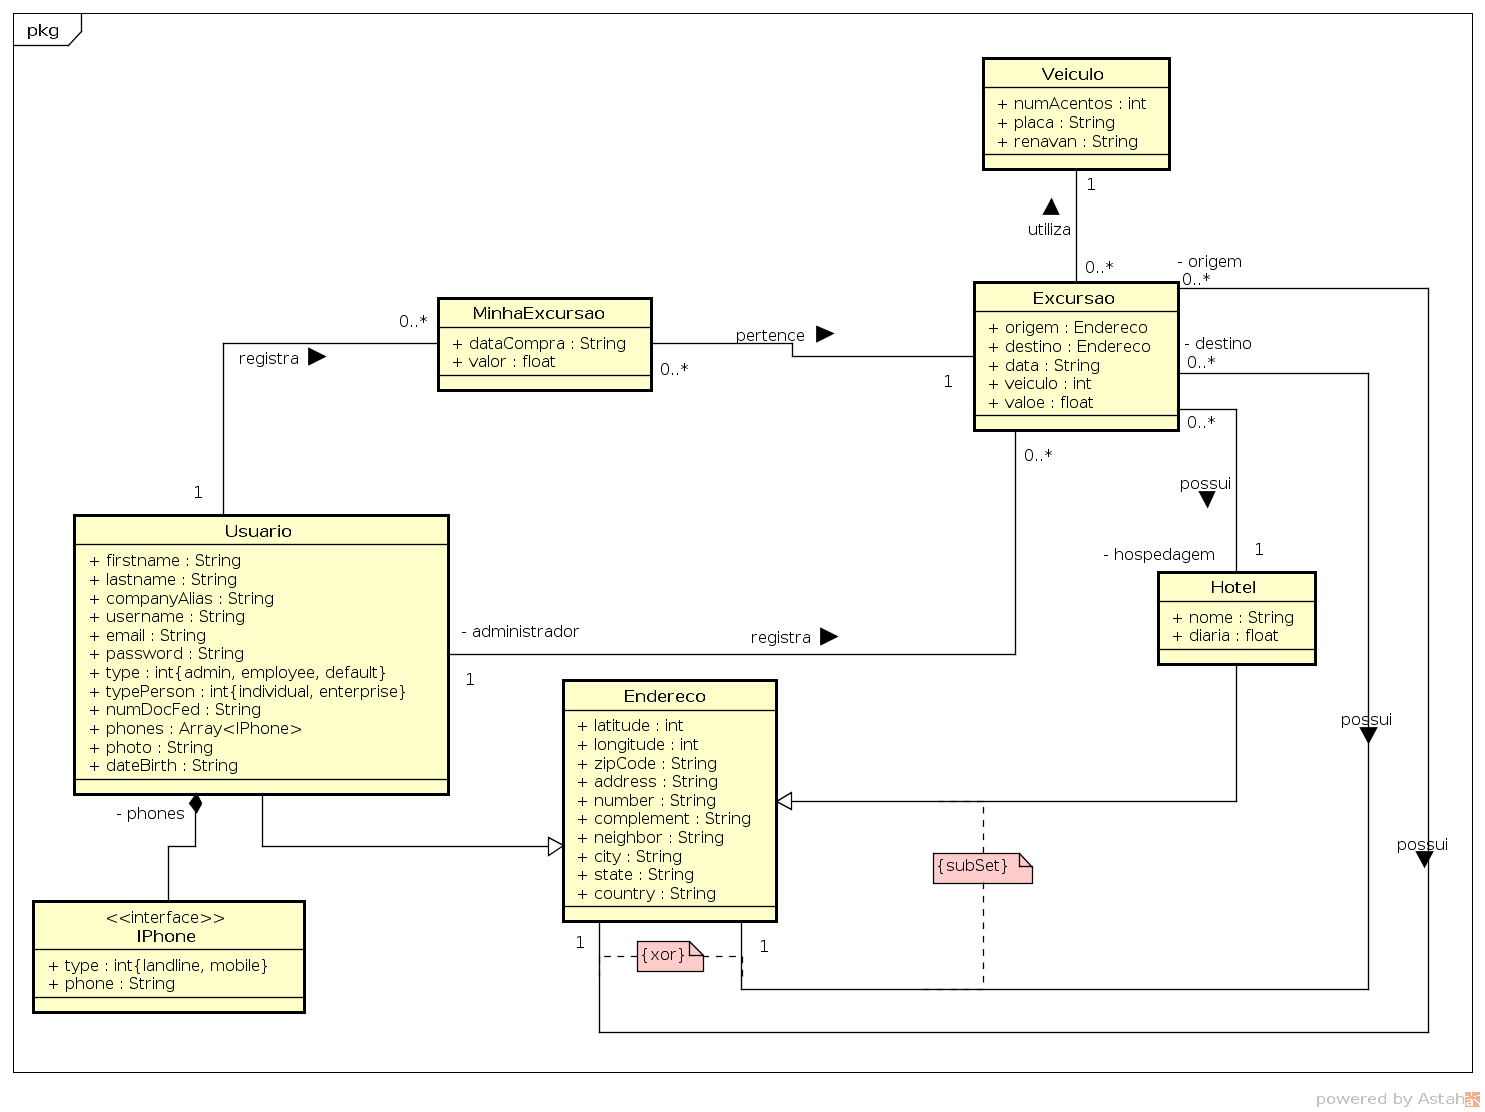 pkg
Veiculo
+ numAcentos : int
+ placa : String
+ renavan : String
1
utiliza
0..*
- origem
0..*
Excursao
+ origem : Endereco
+ destino : Endereco
+ data : String
+ veiculo : int
+ valoe : float
- destino
0..*
0..*
MinhaExcursao
+ dataCompra : String
+ valor : float
0..*
registra
pertence
0..*
1
0..*
possui
- hospedagem
1
1
Usuario
+ firstname : String
+ lastname : String
+ companyAlias : String
+ username : String
+ email : String
+ password : String
+ type : int{admin, employee, default}
+ typePerson : int{individual, enterprise}
+ numDocFed : String
+ phones : Array<IPhone>
+ photo : String
+ dateBirth : String
- administrador
registra
1
Hotel
+ nome : String
+ diaria : float
Endereco
+ latitude : int
+ longitude : int
+ zipCode : String
+ address : String
+ number : String
+ complement : String
+ neighbor : String
+ city : String
+ state : String
+ country : String
possui
possui
- phones
{subSet}
<<interface>>
IPhone
+ type : int{landline, mobile}
+ phone : String
1
{xor}
1
powered by Astah